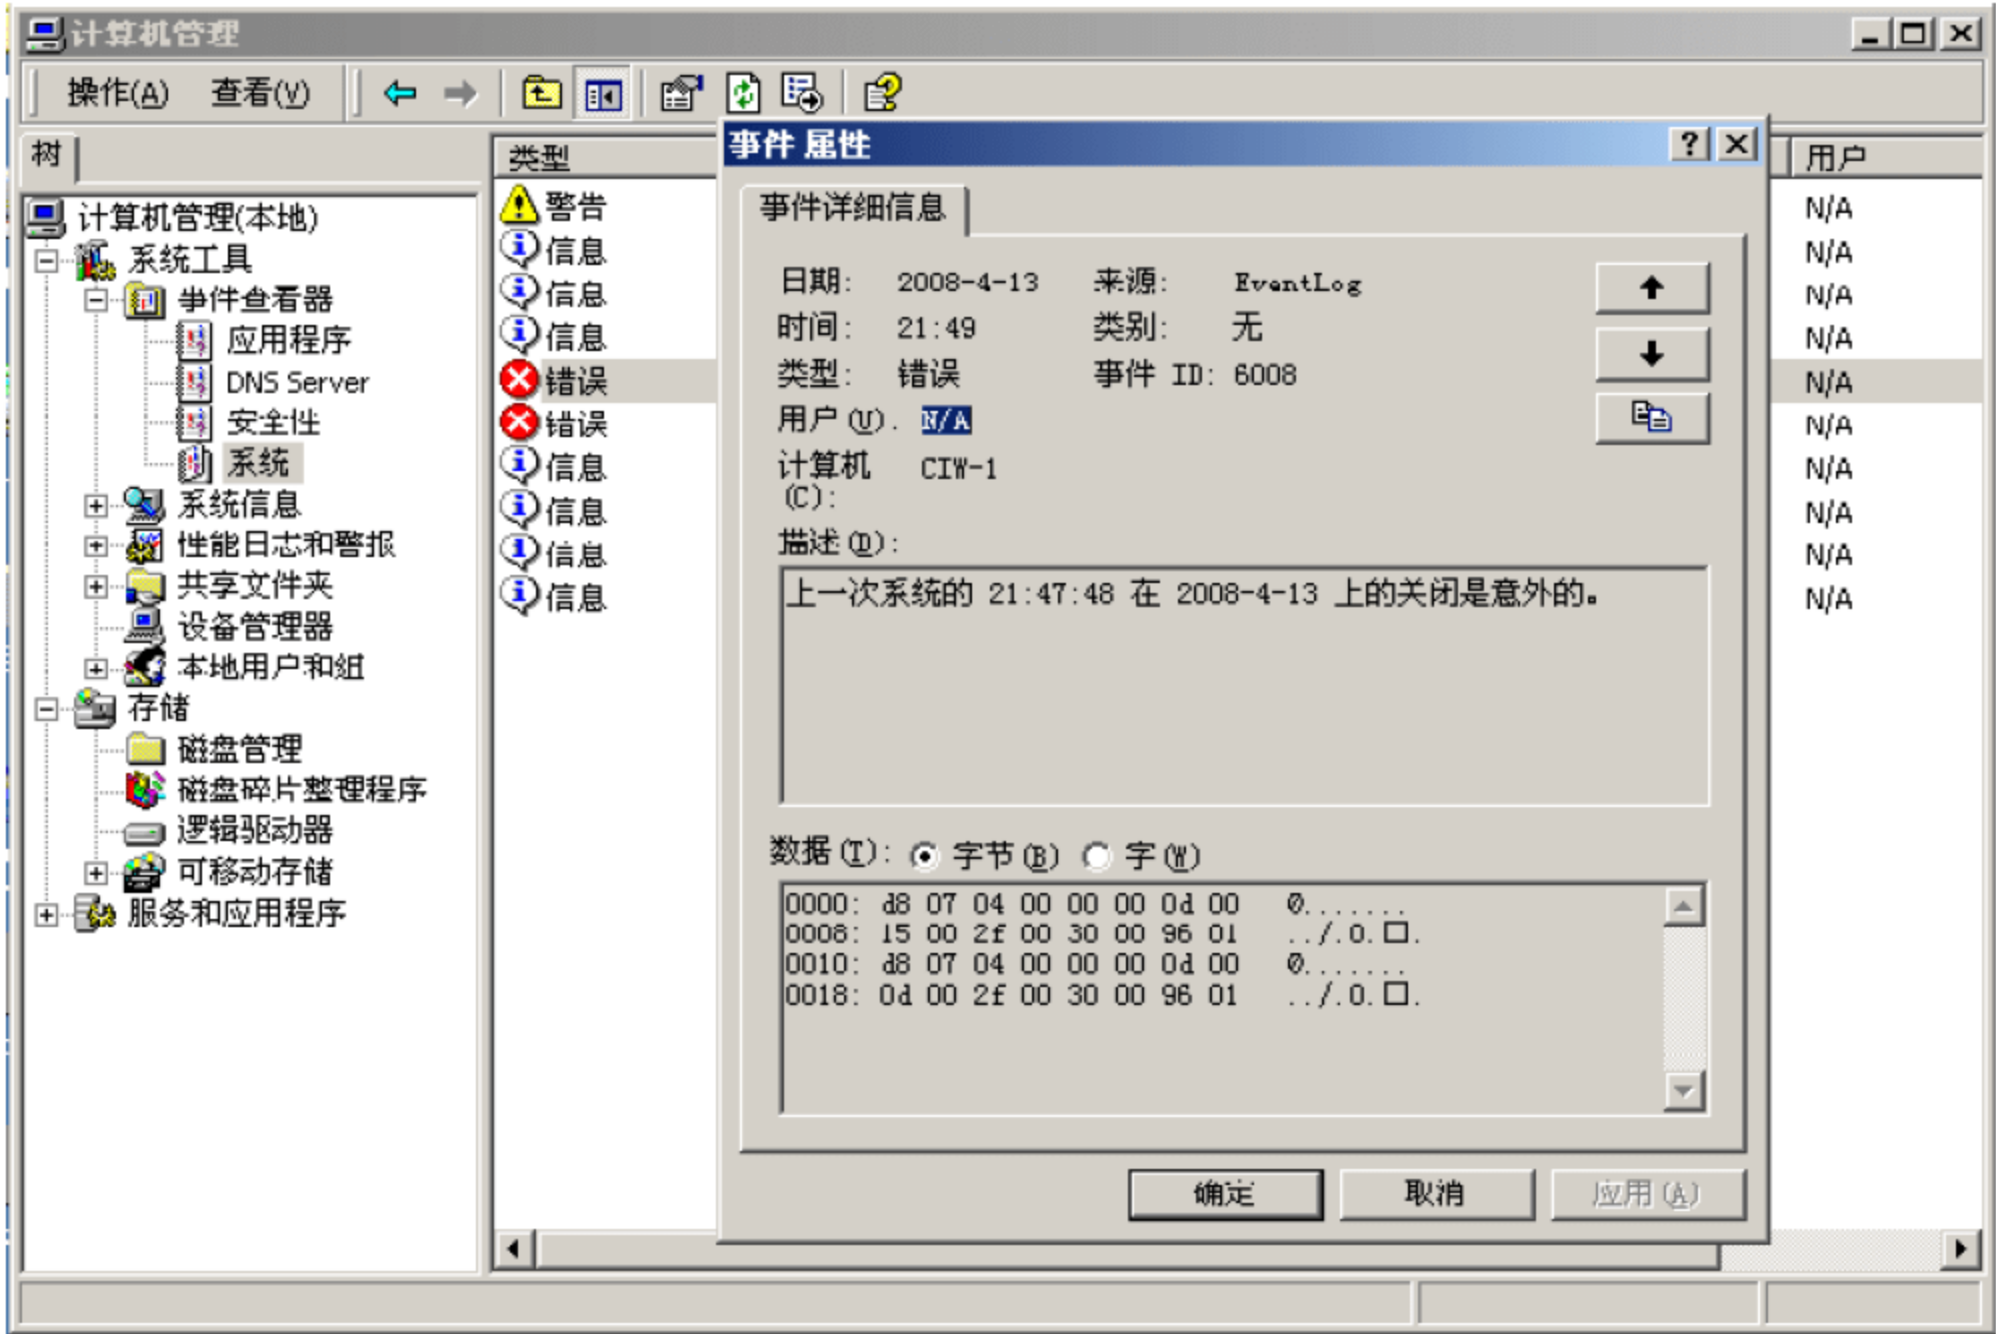 计算机管理
操作(A) 查看(V)
树
计算机管理(本地)
系统工具
事件查看器
应用程序
DNS Server
安全性
系统
系统信息
性能日志和警报
共享文件夹
设备管理器
本地用户和组
存储
磁盘管理
磁盘碎片整理程序
逻辑驱动器
可移动存储
服务和应用程序
类型
警告
信息
信息
信息
错误
错误
信息
信息
信息
信息
事件 属性
事件详细信息
日期: 2008-4-13 来源: EventLog
时间: 21:49 类别: 无
类型: 错误 事件 ID: 6008
用户(U). N/A
计算机 CIW-1
(C):
描述(D):
上一次系统的 21:47:48 在 2008-4-13 上的关闭是意外的。
数据(T): 字节(B) 字(W)
0000: d8 07 04 00 00 00 0d 00 Ø.......
0008: 15 00 2f 00 30 00 96 01 ../.0.□.
0010: d8 07 04 00 00 00 0d 00 Ø.......
0018: 0d 00 2f 00 30 00 96 01 ../.0.□.
确定 取消 应用(A)
用户
N/A
N/A
N/A
N/A
N/A
N/A
N/A
N/A
N/A
N/A